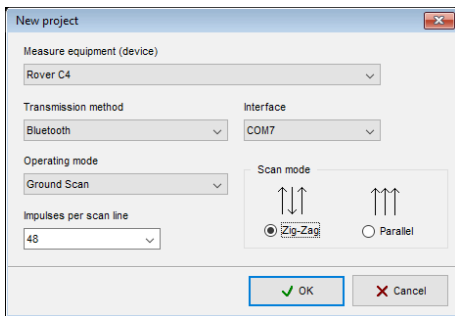 New project
Measure equipment (device)
Rover C4
Transmission method
Interface
Bluetooth
COM7
Operating mode
Ground Scan
Scan mode
Impulses per scan line
48
Zig-Zag
Parallel
OK
Cancel